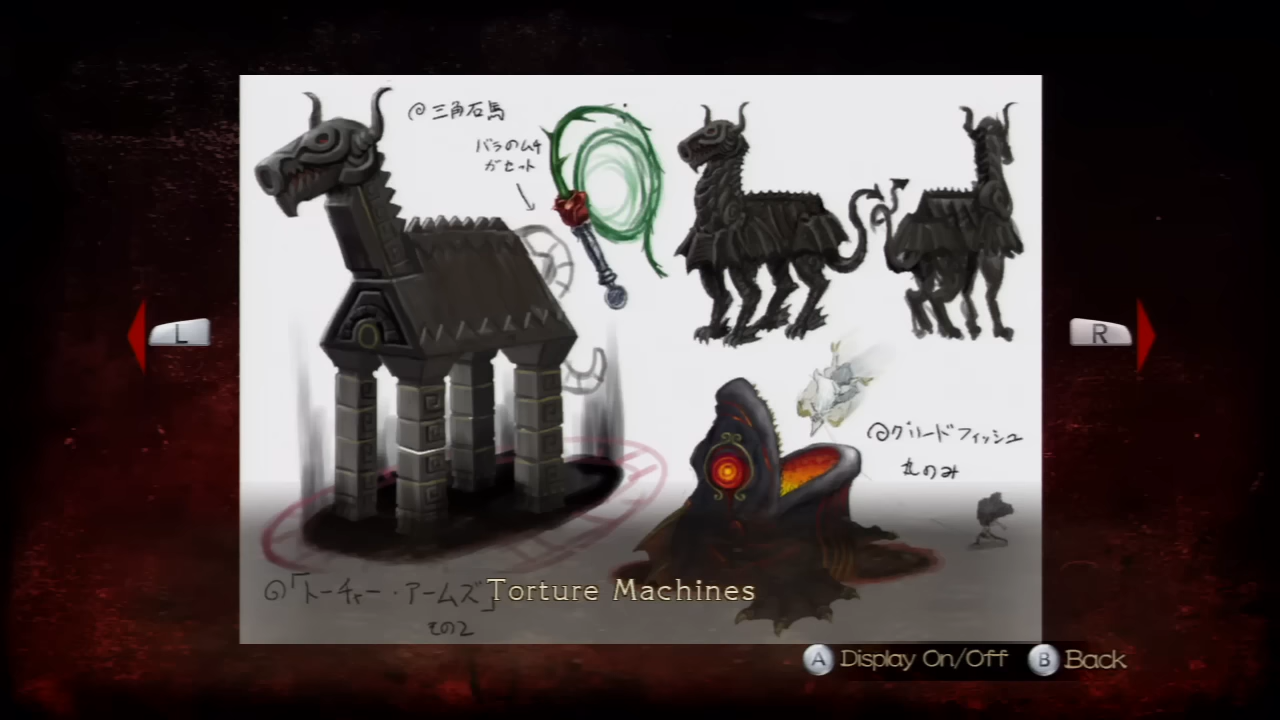 三角石馬
バラのムチ
がセット
L
R
グリードフィッシュ
のみ
「トーチャー・アームズ」
その2
Torture Machines
A Display On/Off B Back